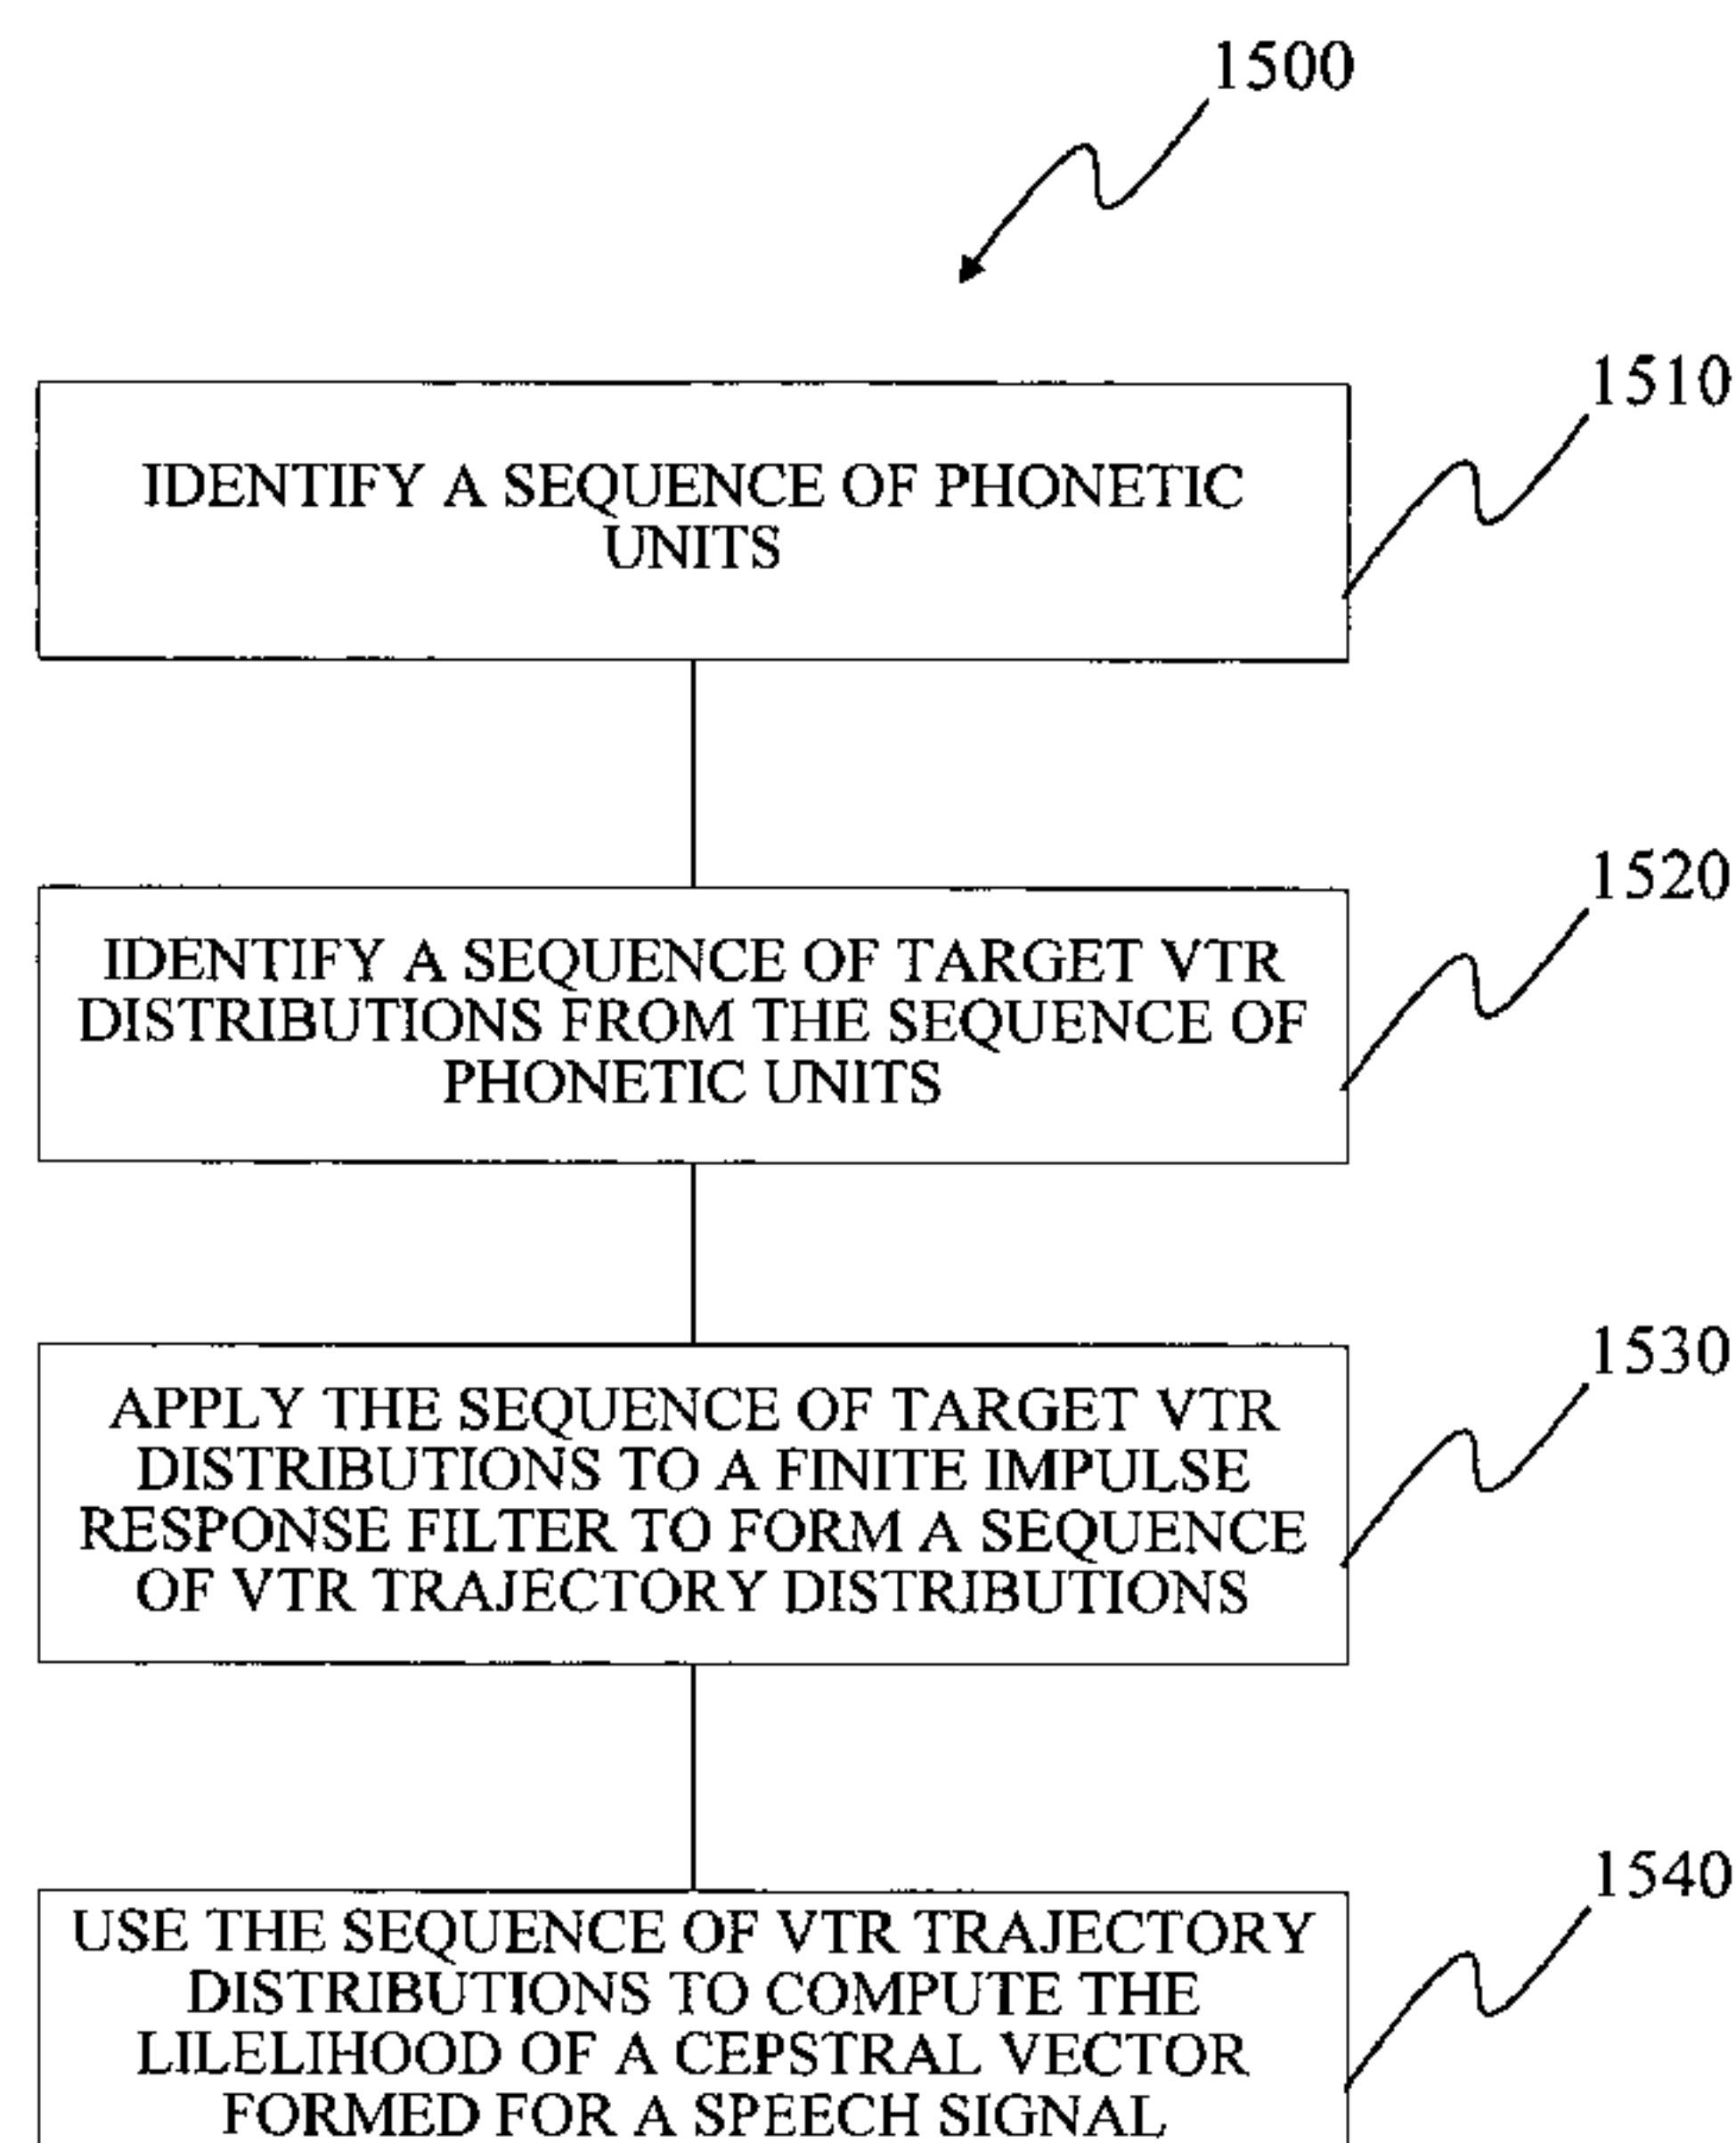 1500
1510
IDENTIFY A SEQUENCE OF PHONETIC
UNITS
1520
IDENTIFY A SEQUENCE OF TARGET VTR
DISTRIBUTIONS FROM THE SEQUENCE OF
PHONETIC UNITS
1530
APPLY THE SEQUENCE OF TARGET VTR
DISTRIBUTIONS TO A FINITE IMPULSE
RESPONSE FILTER TO FORM A SEQUENCE
OF VTR TRAJECTORY DISTRIBUTIONS
1540
USE THE SEQUENCE OF VTR TRAJECTORY
DISTRIBUTIONS TO COMPUTE THE
LILELIHOOD OF A CEPSTRAL VECTOR
FORMED FOR A SPEECH SIGNAL